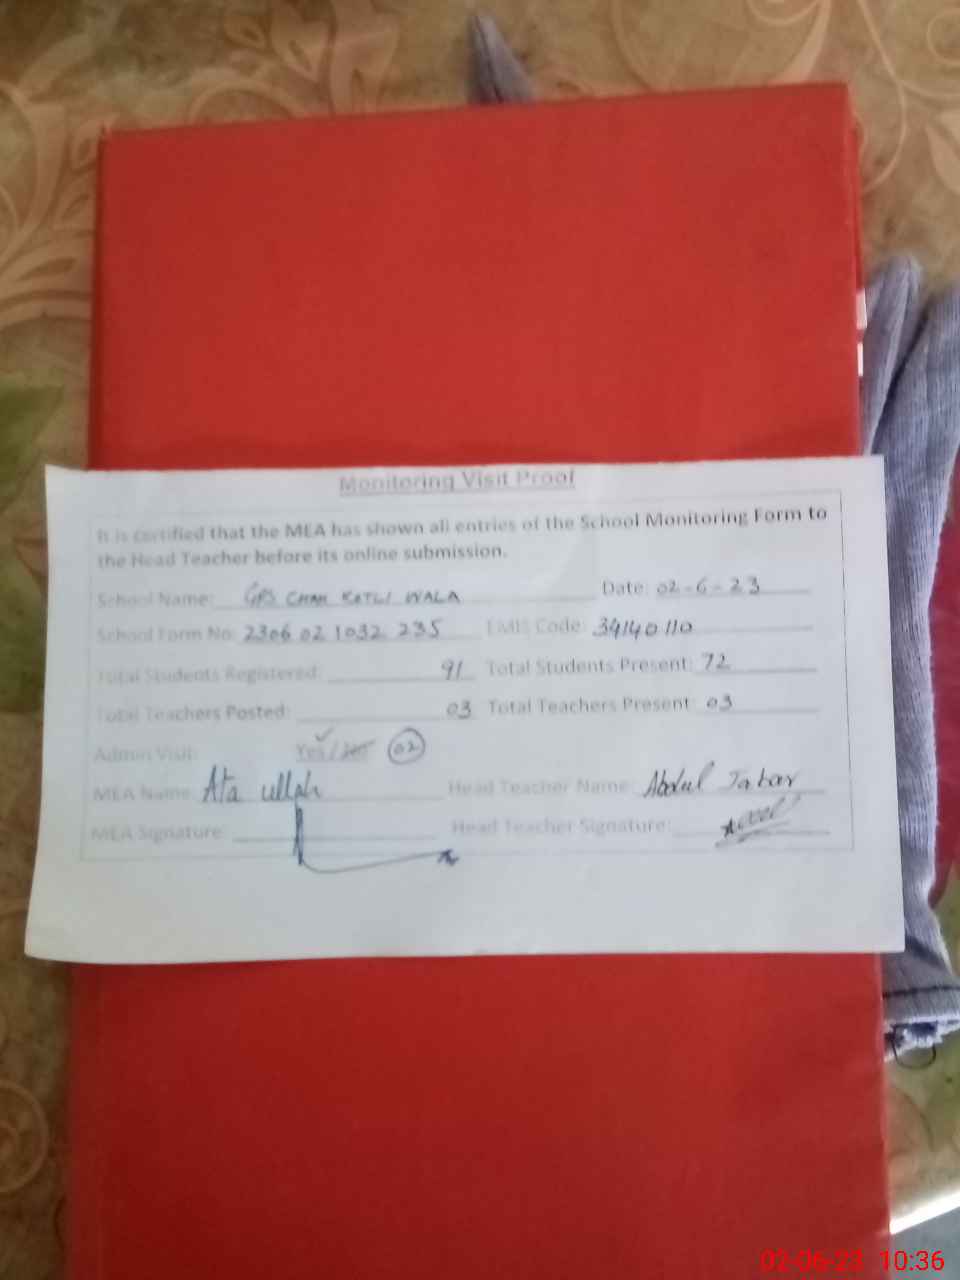 Monitoring Visit Proof
It is certified that the MEA has shown all entries of the School Monitoring Form to
the Head Teacher before its online submission.
School Name: GPS CHAH KOTLI WALA Date: 02-6-23
School Form No: 2306 02 1032 235 EMIS Code: 34140110
Total Students Registered: 91 Total Students Present: 72
Total Teachers Posted: 03 Total Teachers Present: 03
Admin Visit: Yes/No 02
MEA Name: Ata ullah Head Teacher Name: Abdul Jabar
MEA Signature: Head Teacher Signature:
02-06-23 10:36